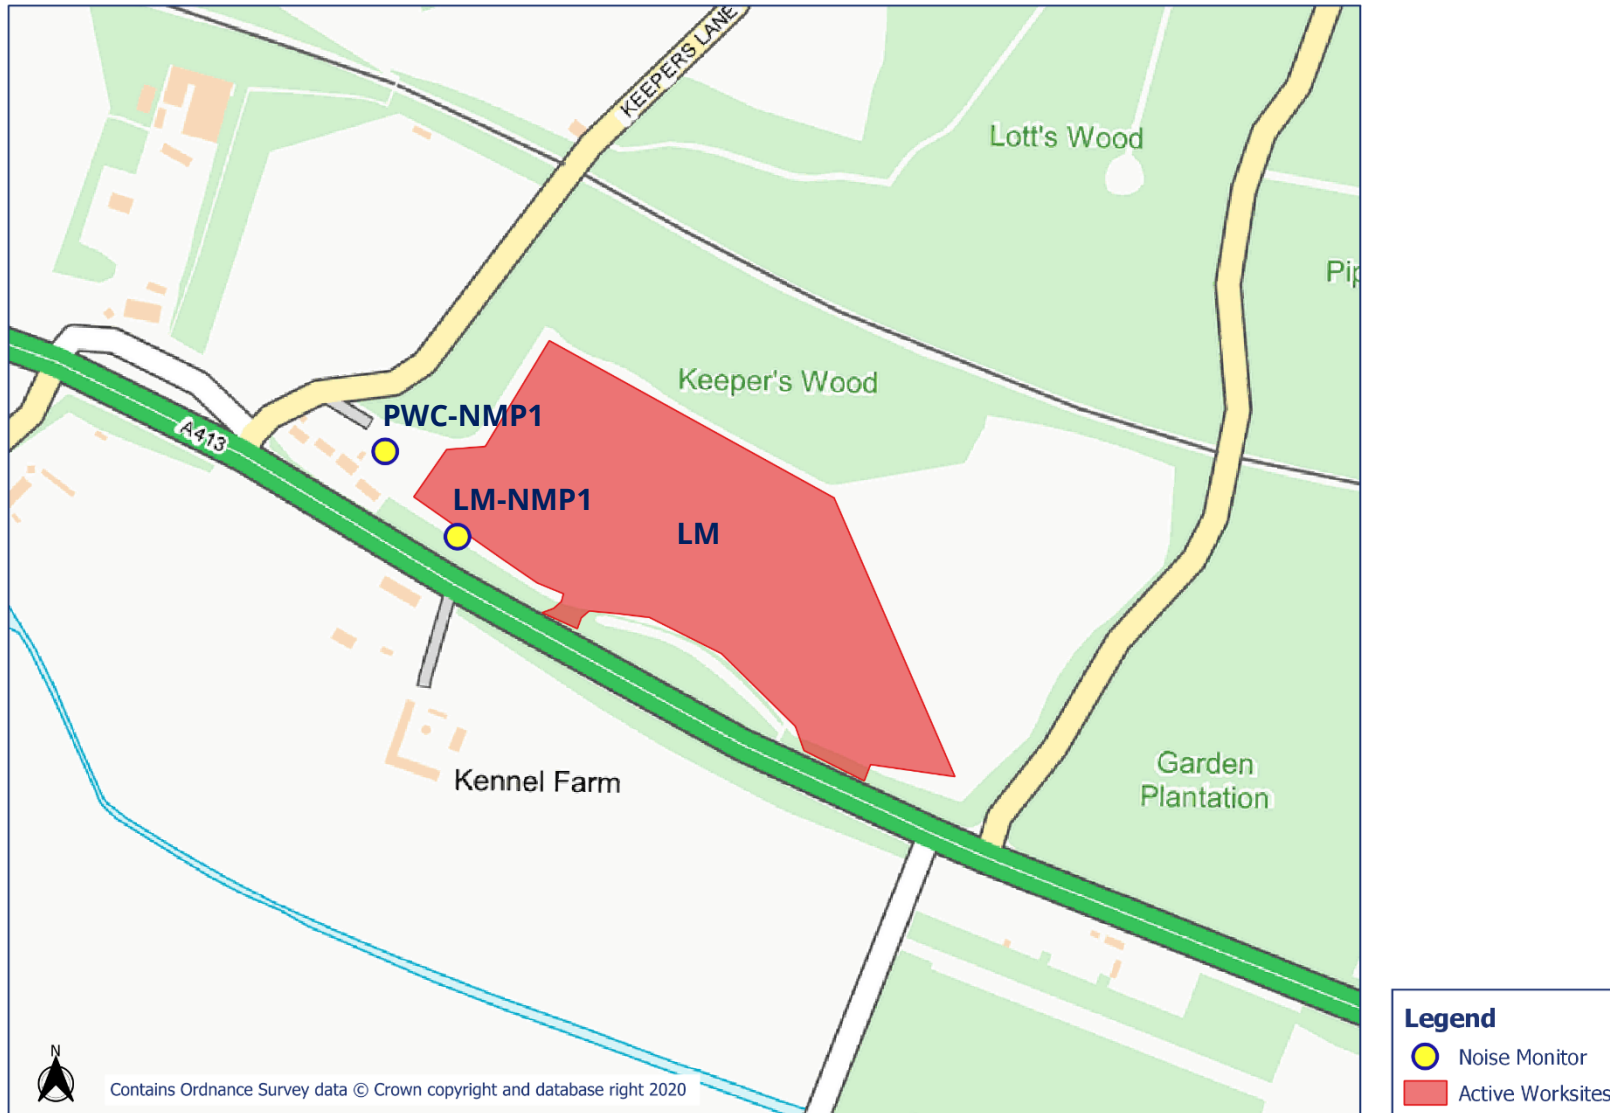 KEEPERS LANE
Lott's Wood
Pip
Keeper's Wood
PWC-NMP1
A413
LM-NMP1
LM
Kennel Farm
Garden
Plantation
N
Contains Ordnance Survey data © Crown copyright and database right 2020
Legend
Noise Monitor
Active Worksites